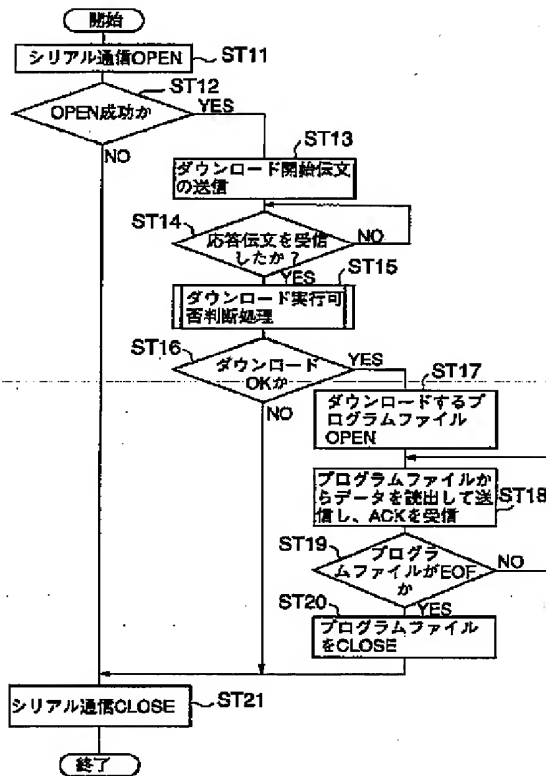 開始
シリアル通信OPEN
ST11
ST12
OPEN成功か
YES
NO
ST13
ダウンロード開始伝文
の送信
ST14
応答伝文を受信
したか?
NO
YES
ST15
ダウンロード実行可
否判断処理
ST16
ダウンロード
OKか
YES
NO
ST17
ダウンロードするプ
ログラムファイル
OPEN
プログラムファイルか
らデータを読出して送
信し、ACKを受信
ST18
ST19
プログラ
ムファイルがEOF
か
NO
YES
ST20
プログラムファイル
をCLOSE
シリアル通信CLOSE
ST21
終了